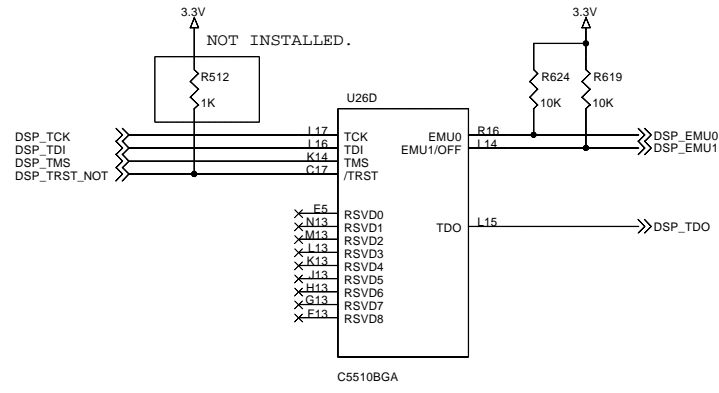 3.3V
3.3V
NOT INSTALLED.
R512
1K
R624
R619
10K
10K
U26D
DSP_TCK
L17
TCK
EMU0
R16
DSP_EMU0
DSP_TDI
L16
TDI
EMU1/OFF
L14
DSP_EMU1
DSP_TMS
K14
TMS
DSP_TRST_NOT
C17
/TRST
E5
RSVD0
N13
RSVD1
TDO
L15
DSP_TDO
M13
RSVD2
L13
RSVD3
K13
RSVD4
J13
RSVD5
H13
RSVD6
G13
RSVD7
F13
RSVD8
C5510BGA